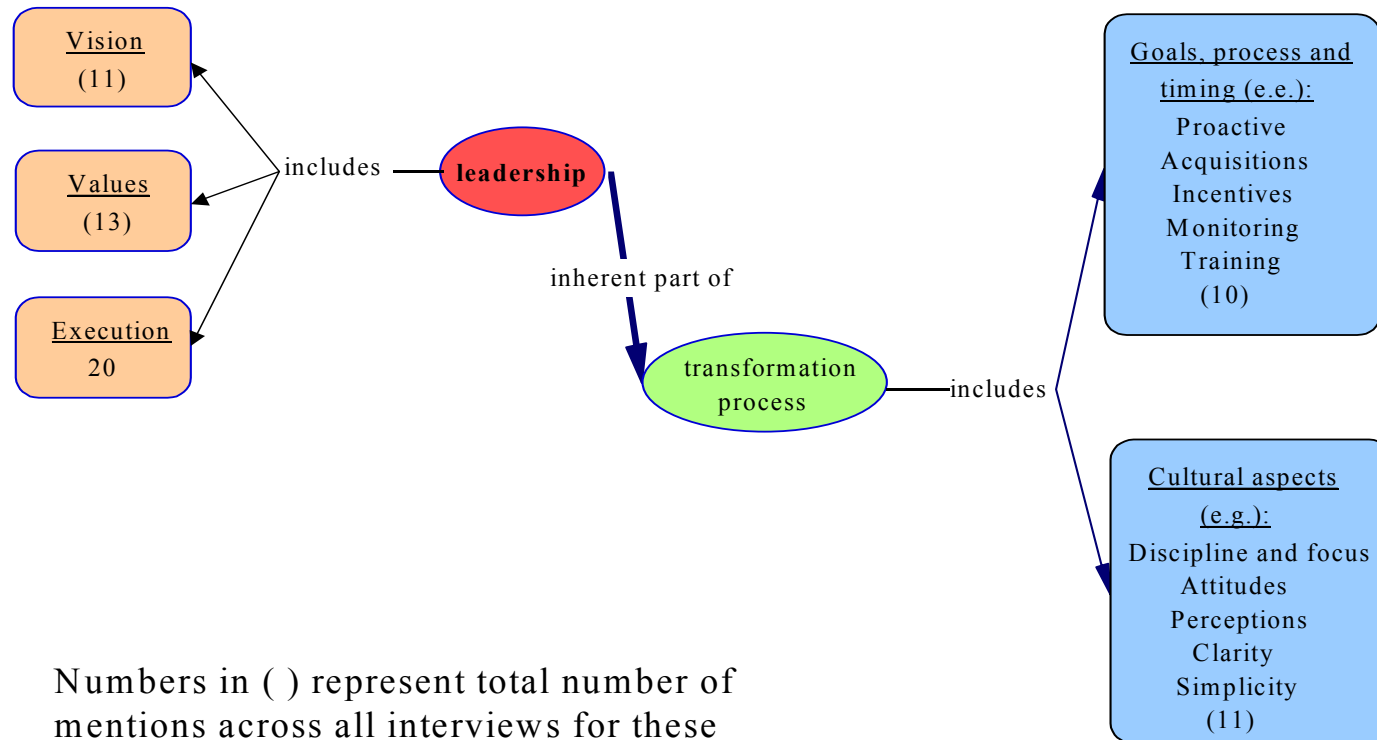 Vision
(11)
Values
(13)
Execution
20
includes
leadership
inherent part of
transformation
process
includes
Goals, process and
timing (e.e.):
Proactive
Acquisitions
Incentives
Monitoring
Training
(10)
Cultural aspects
(e.g.):
Discipline and focus
Attitudes
Perceptions
Clarity
Simplicity
(11)
Numbers in ( ) represent total number of
mentions across all interviews for these